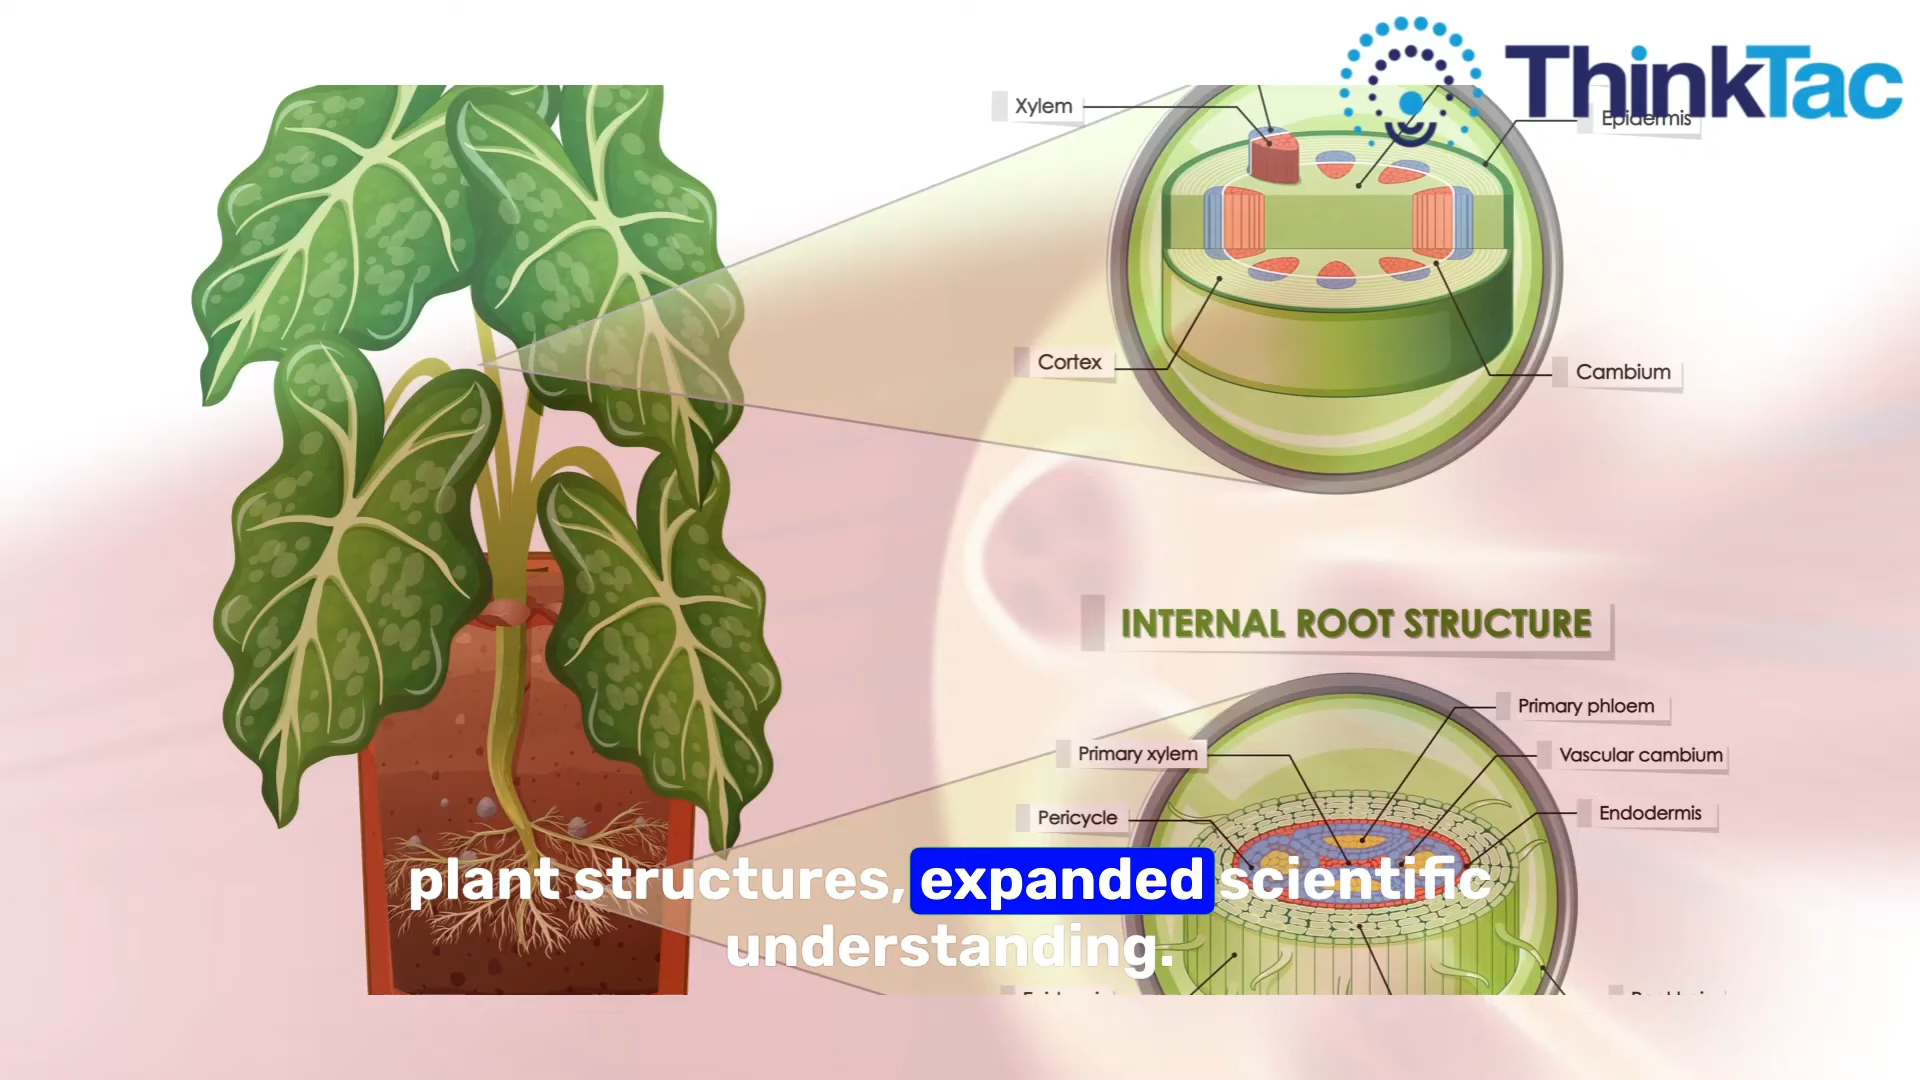 ThinkTac
Xylem
Epidermis
Cortex
Cambium
INTERNAL ROOT STRUCTURE
Primary phloem
Primary xylem
Vascular cambium
Pericycle
Endodermis
plant structures, expanded scientific
understanding.